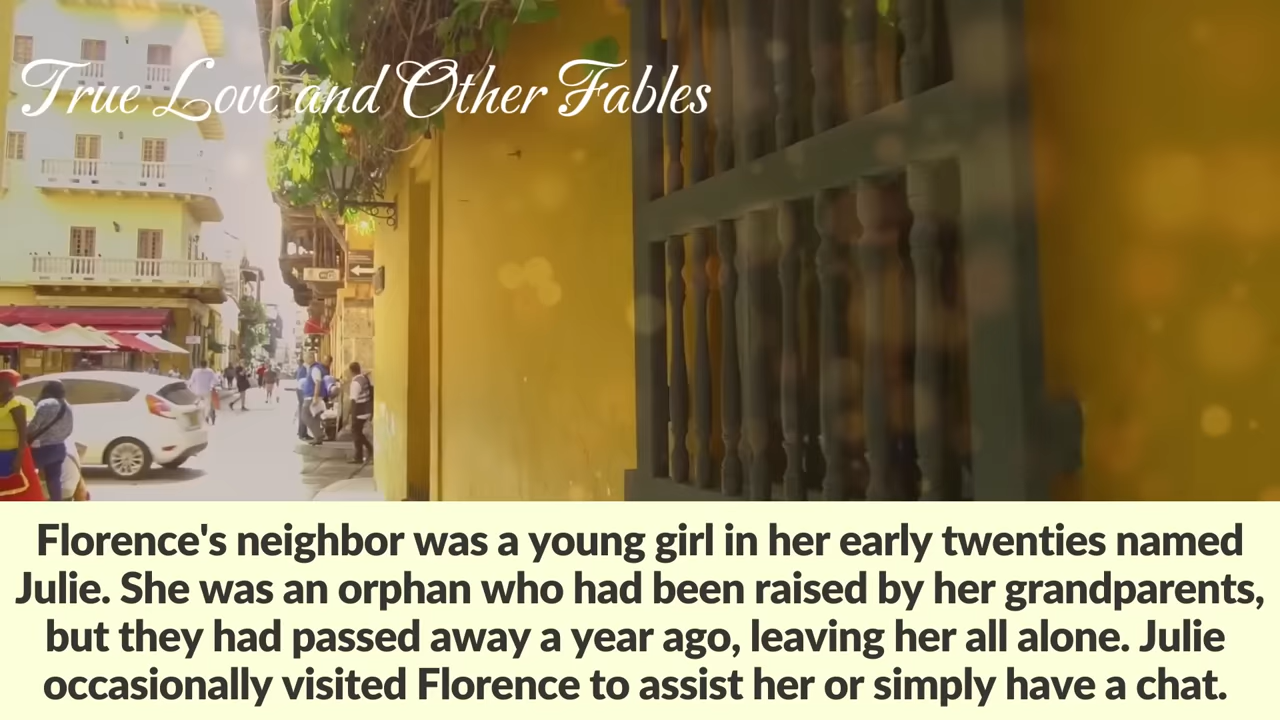 True Love and Other Fables
Florence's neighbor was a young girl in her early twenties named
Julie. She was an orphan who had been raised by her grandparents,
but they had passed away a year ago, leaving her all alone. Julie
occasionally visited Florence to assist her or simply have a chat.